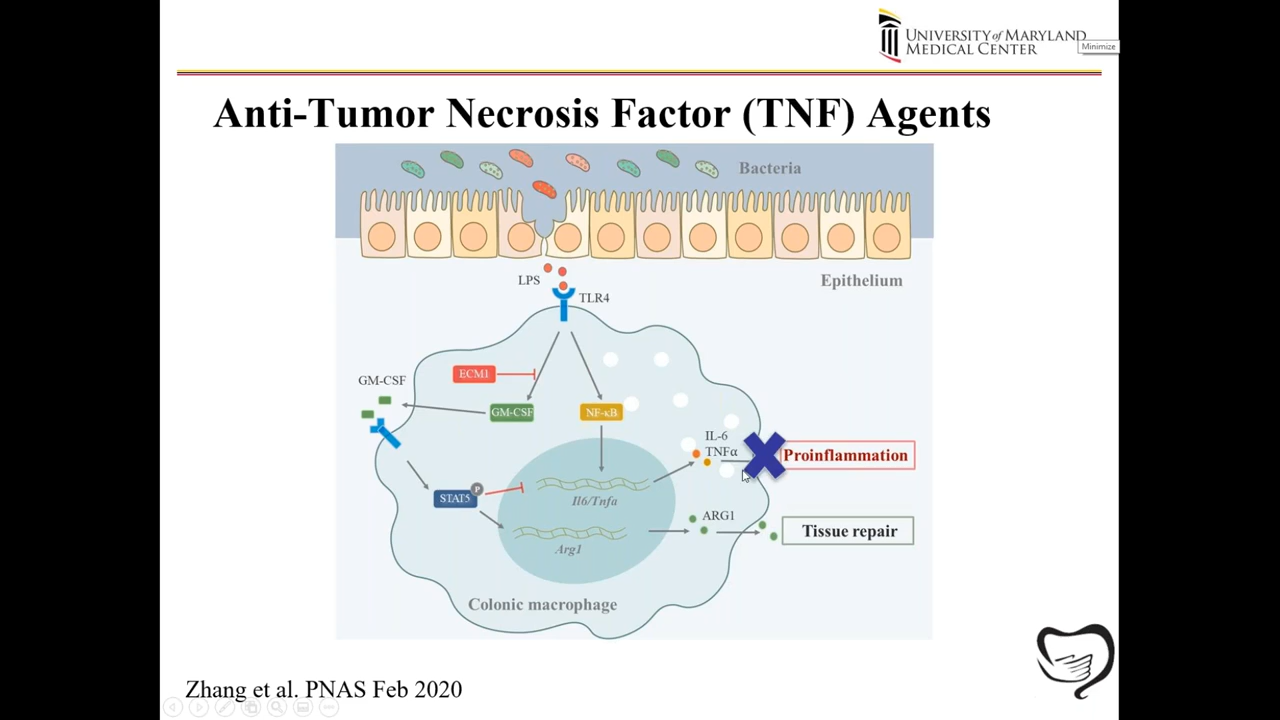 UNIVERSITY of MARYLAND
MEDICAL CENTER
Minimize
Anti-Tumor Necrosis Factor (TNF) Agents
Bacteria
Epithelium
LPS
TLR4
GM-CSF
ECM1
GM-CSF
NF-κB
IL-6
TNFα
Proinflammation
STAT5
P
Il6/Tnfa
ARG1
Tissue repair
Arg1
Colonic macrophage
Zhang et al. PNAS Feb 2020